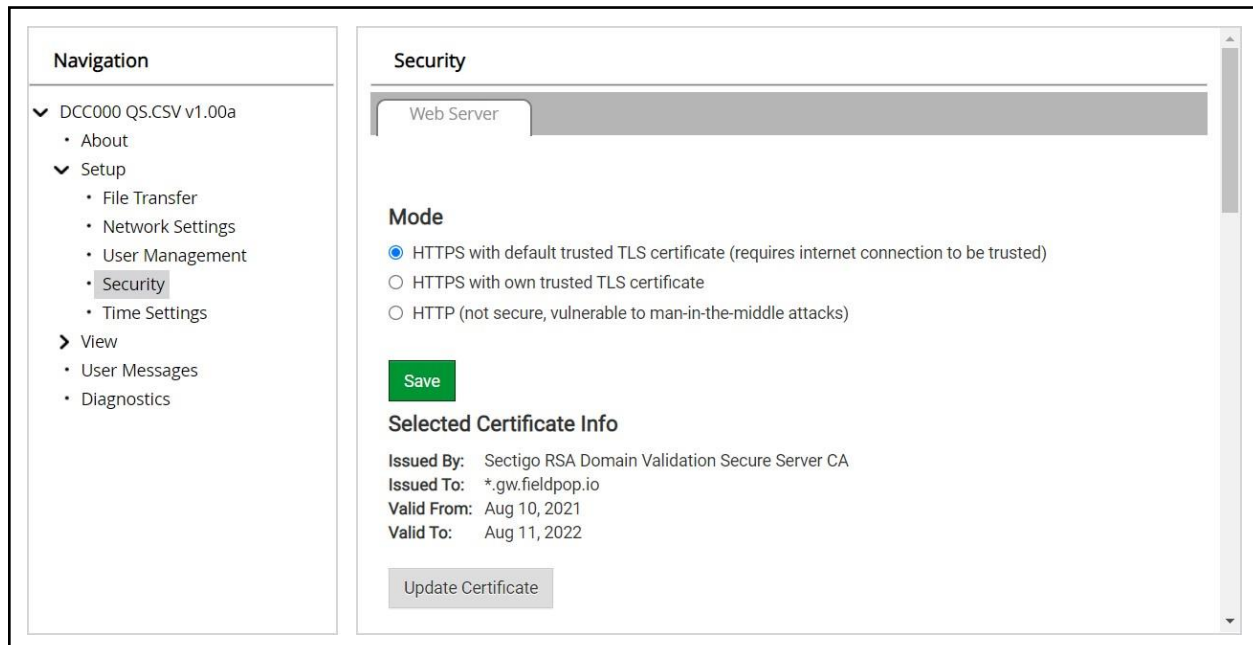 Navigation
DCC000 QS.CSV v1.00a
About
Setup
File Transfer
Network Settings
User Management
Security
Time Settings
View
User Messages
Diagnostics
Security
Web Server
Mode
HTTPS with default trusted TLS certificate (requires internet connection to be trusted)
HTTPS with own trusted TLS certificate
HTTP (not secure, vulnerable to man-in-the-middle attacks)
Save
Selected Certificate Info
Issued By: Sectigo RSA Domain Validation Secure Server CA
Issued To: *.gw.fieldpop.io
Valid From: Aug 10, 2021
Valid To: Aug 11, 2022
Update Certificate